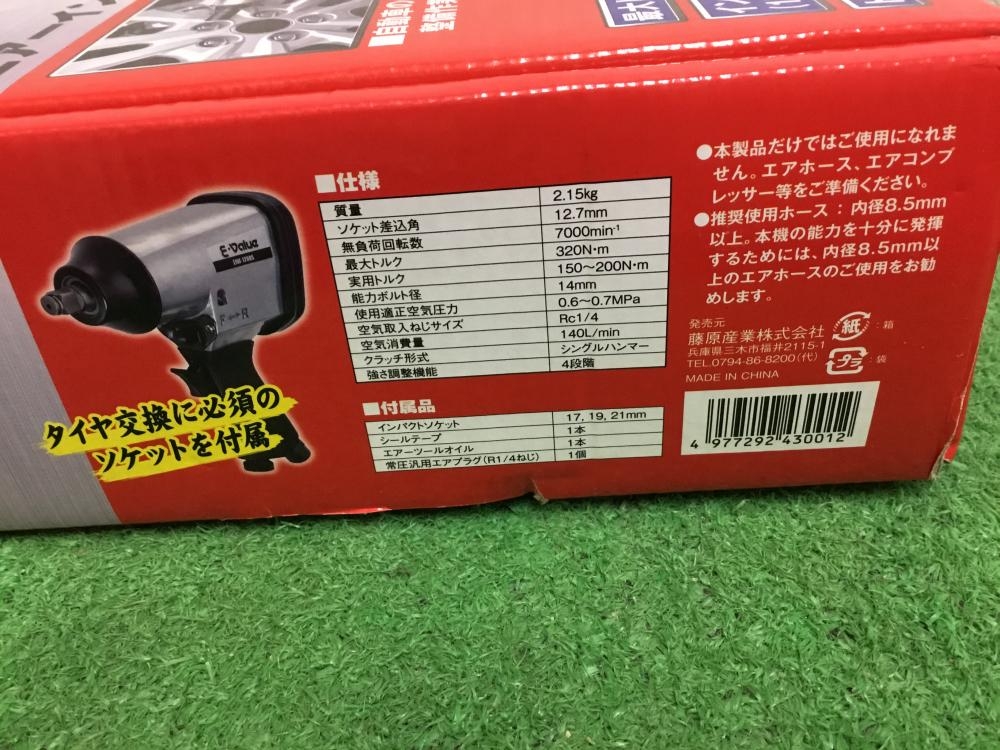 ■仕様
質量 2.15kg
ソケット差込角 12.7mm
無負荷回転数 7000min⁻¹
最大トルク 320N・m
実用トルク 150～200N・m
能力ボルト径 14mm
使用適正空気圧力 0.6～0.7MPa
空気取入ねじサイズ Rc1/4
空気消費量 140L/min
クラッチ形式 シングルハンマー
強さ調整機能 4段階
■付属品
インパクトソケット 17, 19, 21mm
シールテープ 1本
エアーツールオイル 1本
常圧汎用エアプラグ(R1/4ねじ) 1個
E-Value
F R
タイヤ交換に必須の
ソケットを付属
●本製品だけではご使用になれま
せん。エアホース、エアコンプ
レッサー等をご準備ください。
●推奨使用ホース：内径8.5mm
以上。本機の能力を十分に発揮
するためには、内径8.5mm以
上のエアホースのご使用をお勧
めします。
発売元
藤原産業株式会社
兵庫県三木市福井2115-1
TEL.0794-86-8200(代)
MADE IN CHINA
紙 : 箱
プラ : 袋
4 977292 430012